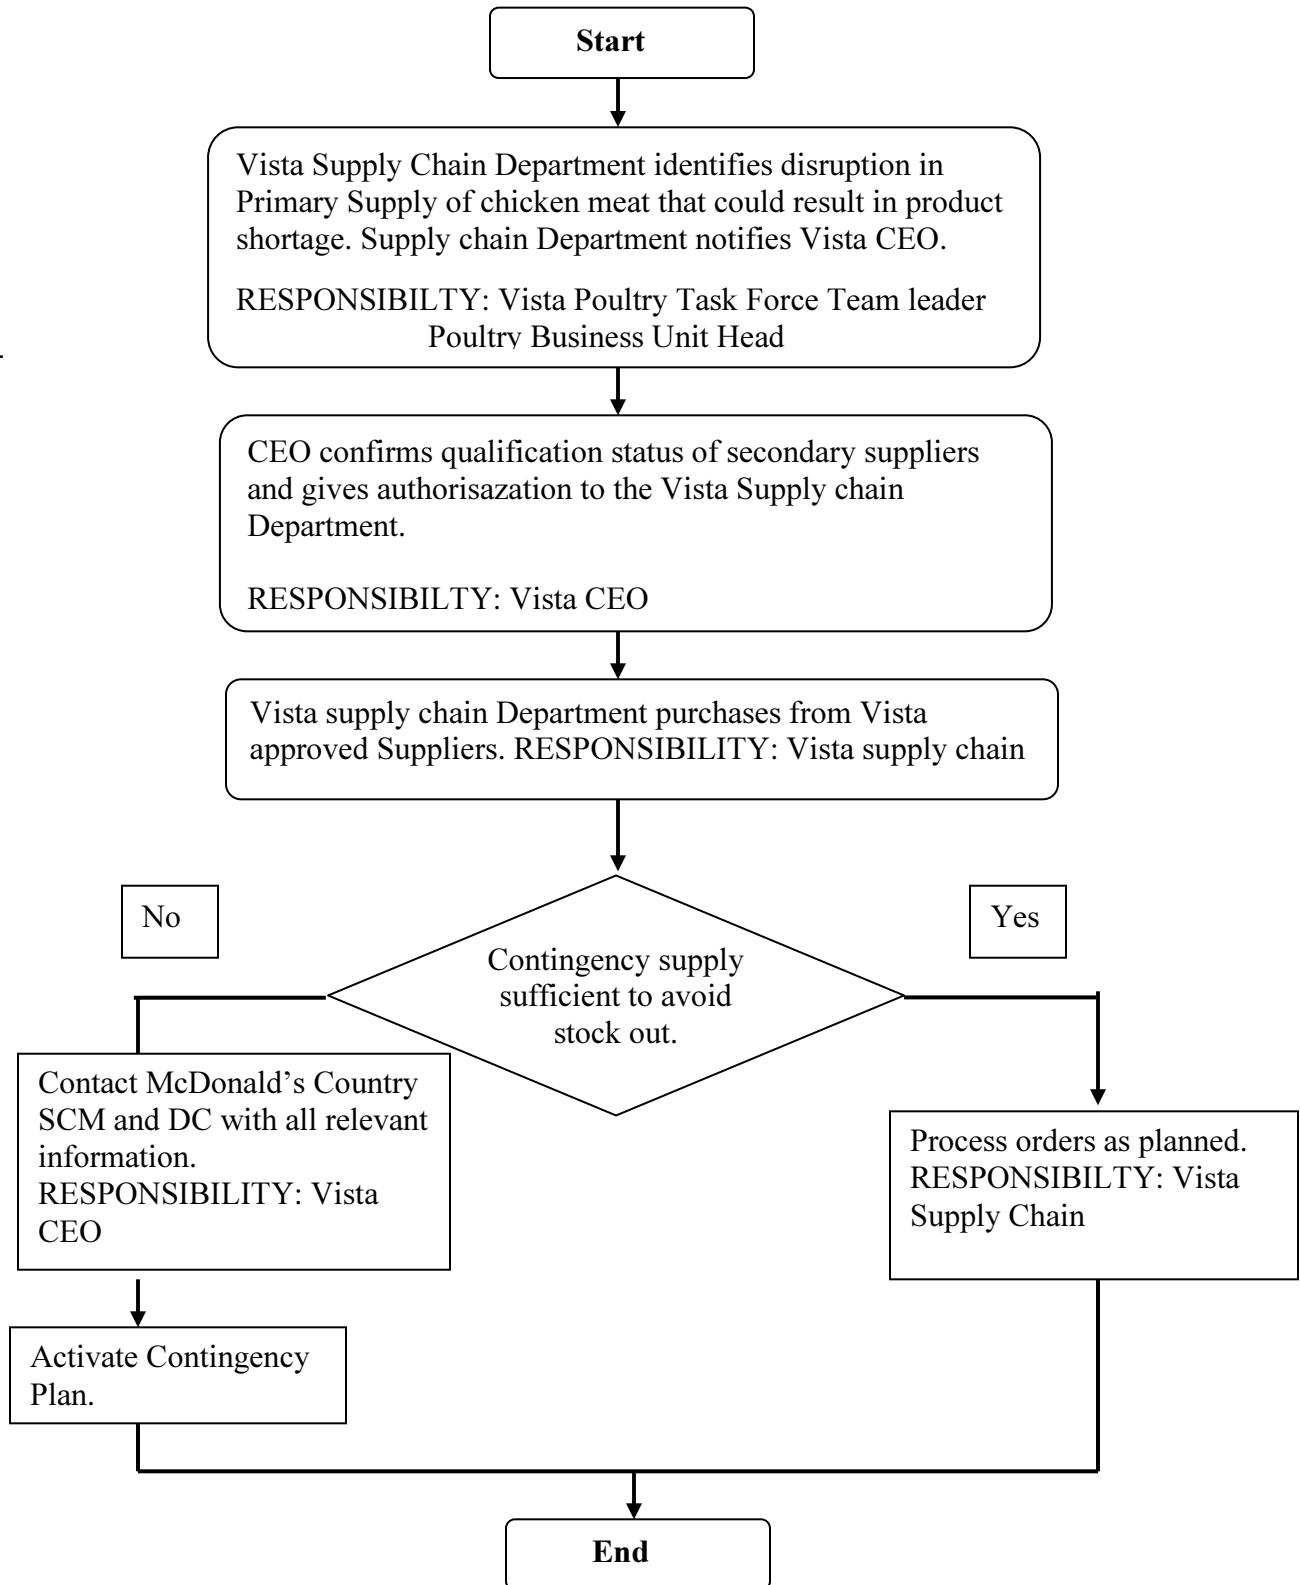 Start
Vista Supply Chain Department identifies disruption in
Primary Supply of chicken meat that could result in product
shortage. Supply chain Department notifies Vista CEO.
RESPONSIBILTY: Vista Poultry Task Force Team leader
Poultry Business Unit Head
CEO confirms qualification status of secondary suppliers
and gives authorisazation to the Vista Supply chain
Department.
RESPONSIBILTY: Vista CEO
Vista supply chain Department purchases from Vista
approved Suppliers. RESPONSIBILITY: Vista supply chain
No
Yes
Contingency supply
sufficient to avoid
stock out.
Contact McDonald’s Country
SCM and DC with all relevant
information.
RESPONSIBILITY: Vista
CEO
Process orders as planned.
RESPONSIBILTY: Vista
Supply Chain
Activate Contingency
Plan.
End